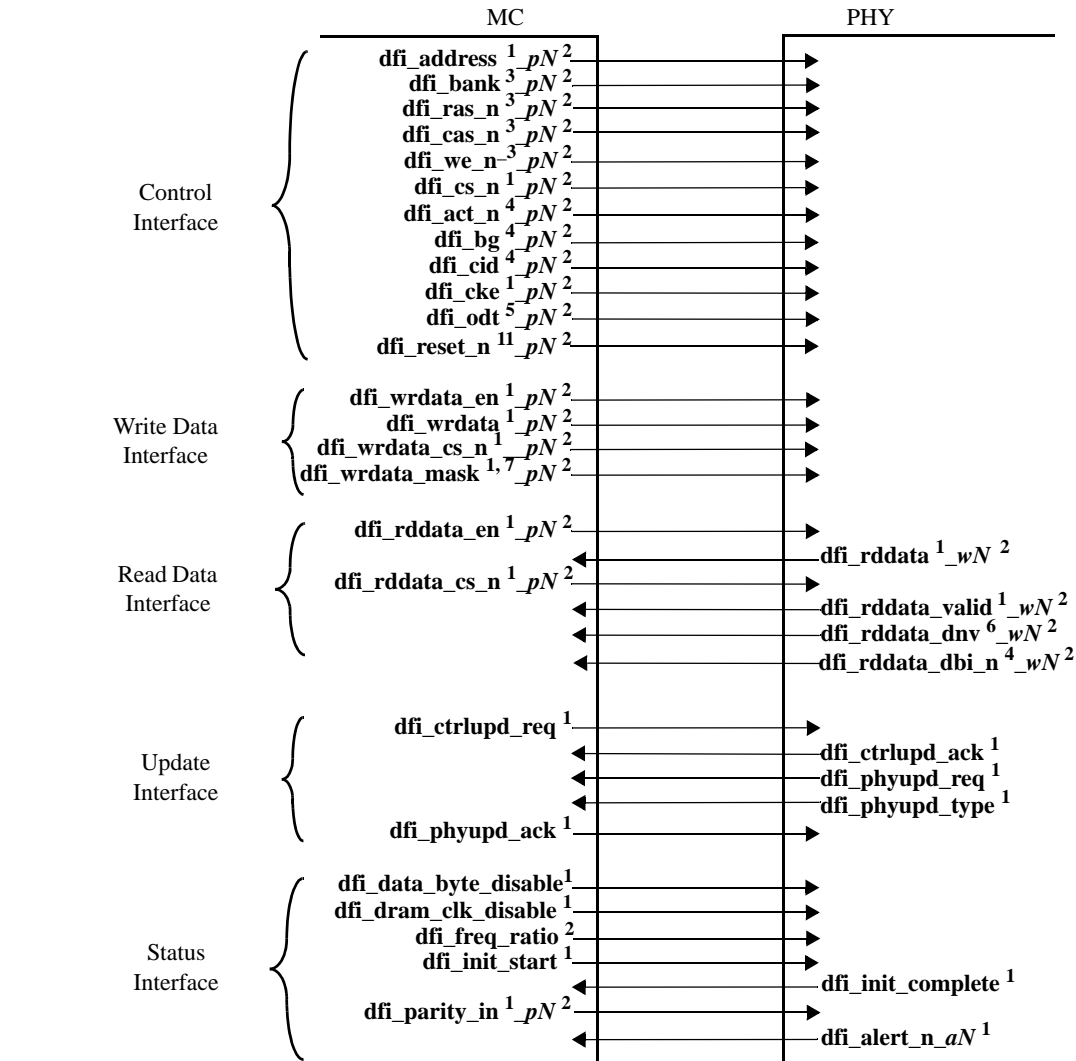 MC PHY
dfi_address 1_pN 2
dfi_bank 3_pN 2
dfi_ras_n 3_pN 2
dfi_cas_n 3_pN 2
dfi_we_n–3_pN 2
dfi_cs_n 1_pN 2
Control
Interface
dfi_act_n 4_pN 2
dfi_bg 4_pN 2
dfi_cid 4_pN 2
dfi_cke 1_pN 2
dfi_odt 5_pN 2
dfi_reset_n 11_pN 2
Write Data
Interface
dfi_wrdata_en 1_pN 2
dfi_wrdata 1_pN 2
dfi_wrdata_cs_n 1__pN 2
dfi_wrdata_mask 1, 7_pN 2
Read Data
Interface
dfi_rddata_en 1_pN 2
dfi_rddata 1_wN 2
dfi_rddata_cs_n 1_pN 2
dfi_rddata_valid 1_wN 2
dfi_rddata_dnv 6_wN 2
dfi_rddata_dbi_n 4_wN 2
Update
Interface
dfi_ctrlupd_req 1
dfi_ctrlupd_ack 1
dfi_phyupd_req 1
dfi_phyupd_type 1
dfi_phyupd_ack 1
Status
Interface
dfi_data_byte_disable 1
dfi_dram_clk_disable 1
dfi_freq_ratio 2
dfi_init_start 1
dfi_init_complete 1
dfi_parity_in 1_pN 2
dfi_alert_n_aN 1